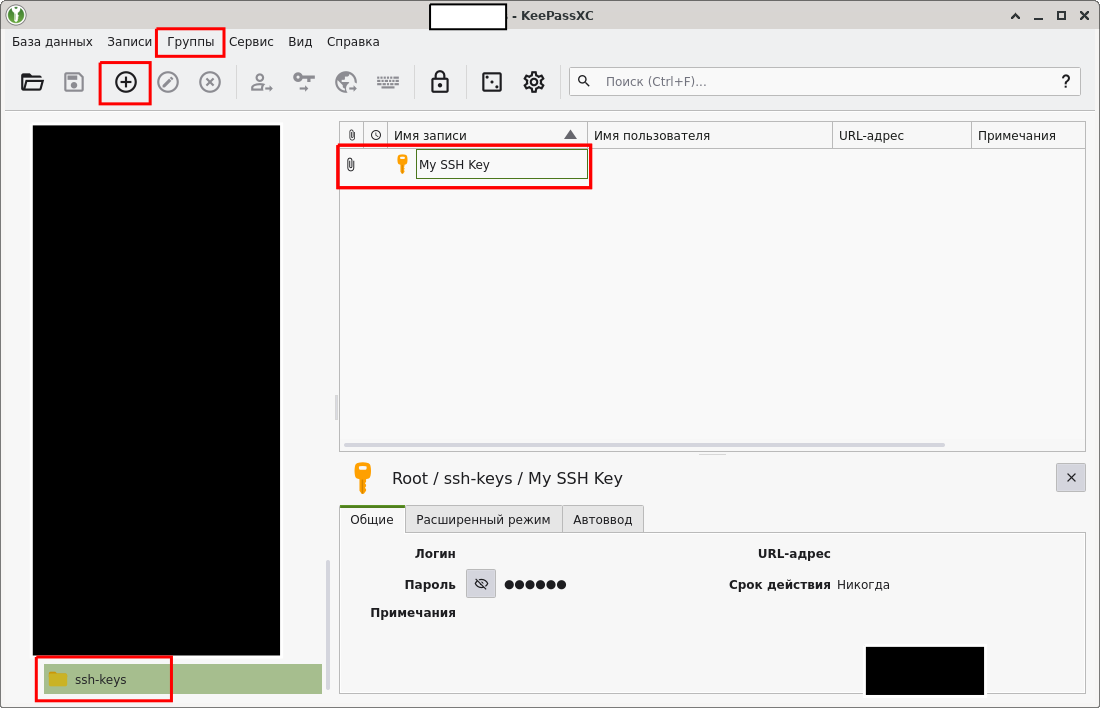 - KeePassXC
База данных Записи Группы Сервис Вид Справка
Поиск (Ctrl+F)... ?
Имя записи Имя пользователя URL-адрес Примечания
My SSH Key
Root / ssh-keys / My SSH Key
Общие Расширенный режим Автоввод
Логин URL-адрес
Пароль ●●●●●● Срок действия Никогда
Примечания
ssh-keys